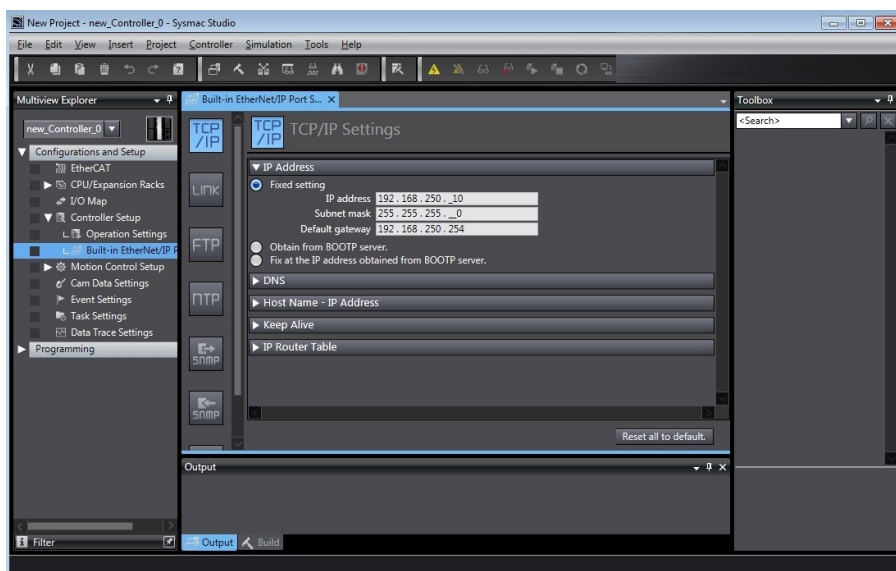 New Project - new_Controller_0 - Sysmac Studio
File Edit View Insert Project Controller Simulation Tools Help
Multiview Explorer
new_Controller_0
Configurations and Setup
EtherCAT
CPU/Expansion Racks
I/O Map
Controller Setup
Operation Settings
Built-in EtherNet/IP P
Motion Control Setup
Cam Data Settings
Event Settings
Task Settings
Data Trace Settings
Programming
Filter
Built-in EtherNet/IP Port S...
TCP/IP
LINK
FTP
NTP
SNMP
SNMP
TCP/IP TCP/IP Settings
IP Address
Fixed setting
IP address 192.168.250._10
Subnet mask 255.255.255.__0
Default gateway 192.168.250.254
Obtain from BOOTP server.
Fix at the IP address obtained from BOOTP server.
DNS
Host Name - IP Address
Keep Alive
IP Router Table
Reset all to default.
Output
Output Build
Toolbox
<Search>